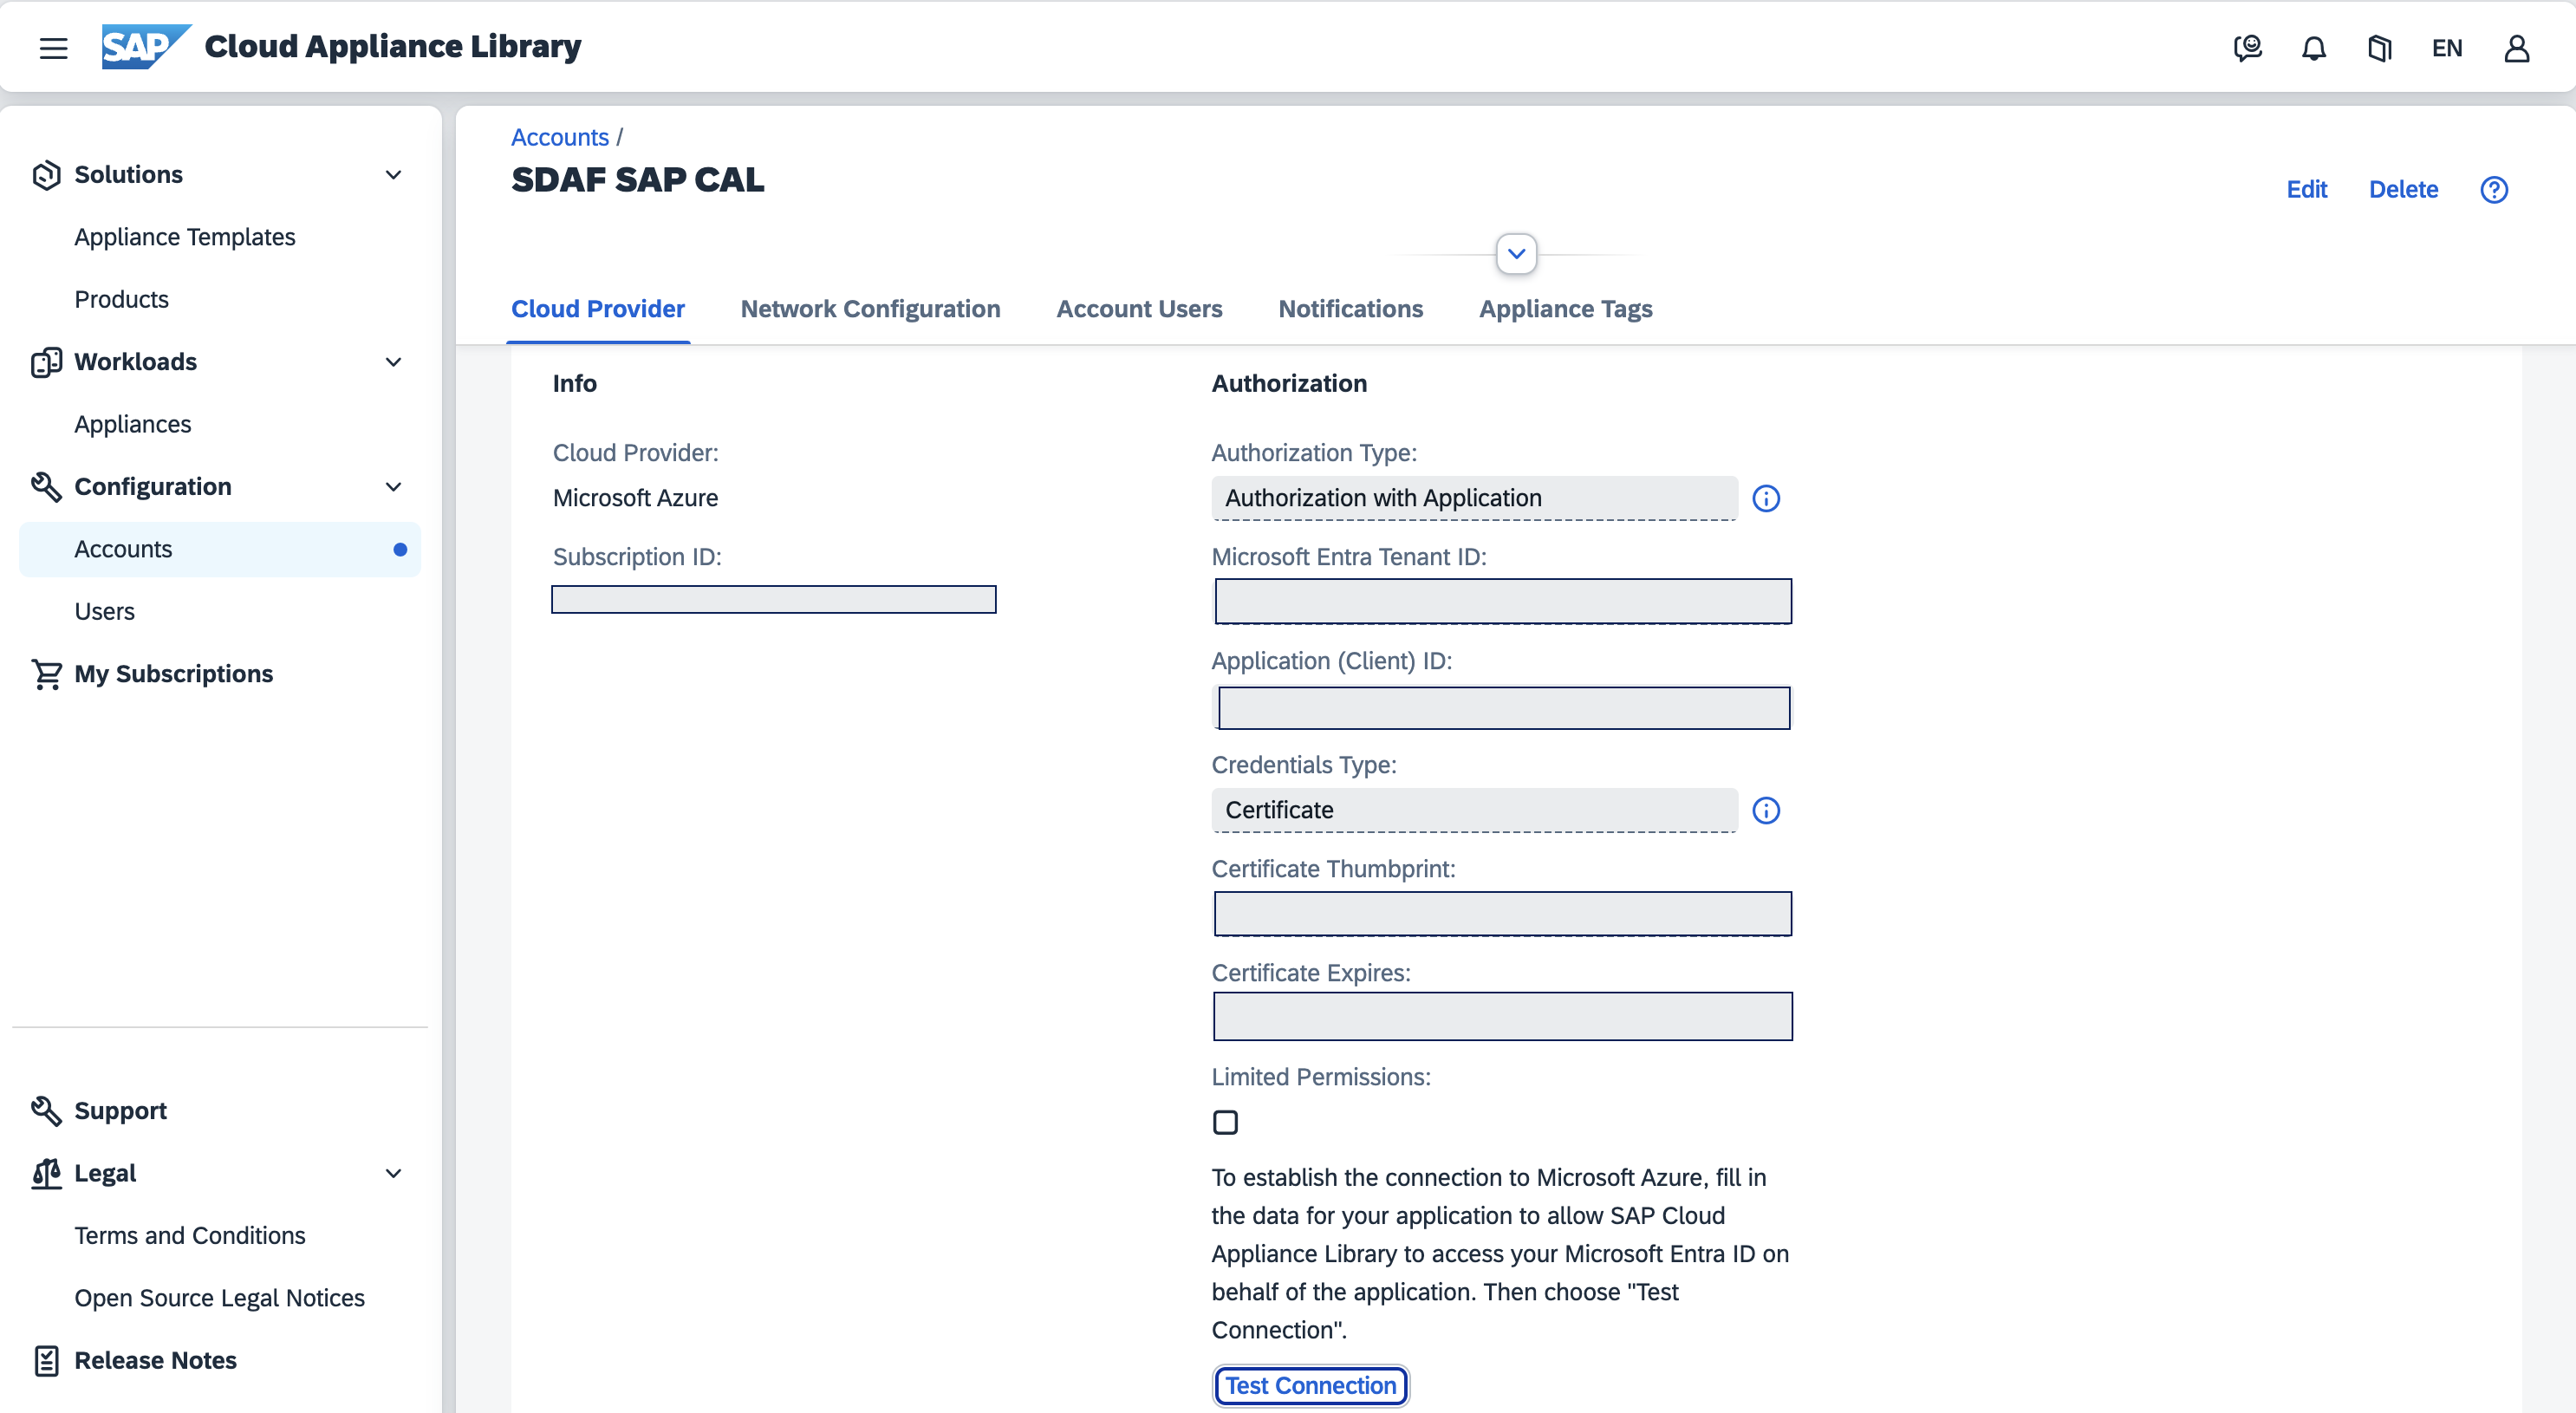 SAP Cloud Appliance Library
EN
Solutions
Appliance Templates
Products
Workloads
Appliances
Configuration
Accounts
Users
My Subscriptions
Support
Legal
Terms and Conditions
Open Source Legal Notices
Release Notes
Accounts /
SDAF SAP CAL
Edit
Delete
Cloud Provider
Network Configuration
Account Users
Notifications
Appliance Tags
Info
Cloud Provider:
Microsoft Azure
Subscription ID:
Authorization
Authorization Type:
Authorization with Application
Microsoft Entra Tenant ID:
Application (Client) ID:
Credentials Type:
Certificate
Certificate Thumbprint:
Certificate Expires:
Limited Permissions:
To establish the connection to Microsoft Azure, fill in
the data for your application to allow SAP Cloud
Appliance Library to access your Microsoft Entra ID on
behalf of the application. Then choose "Test
Connection".
Test Connection